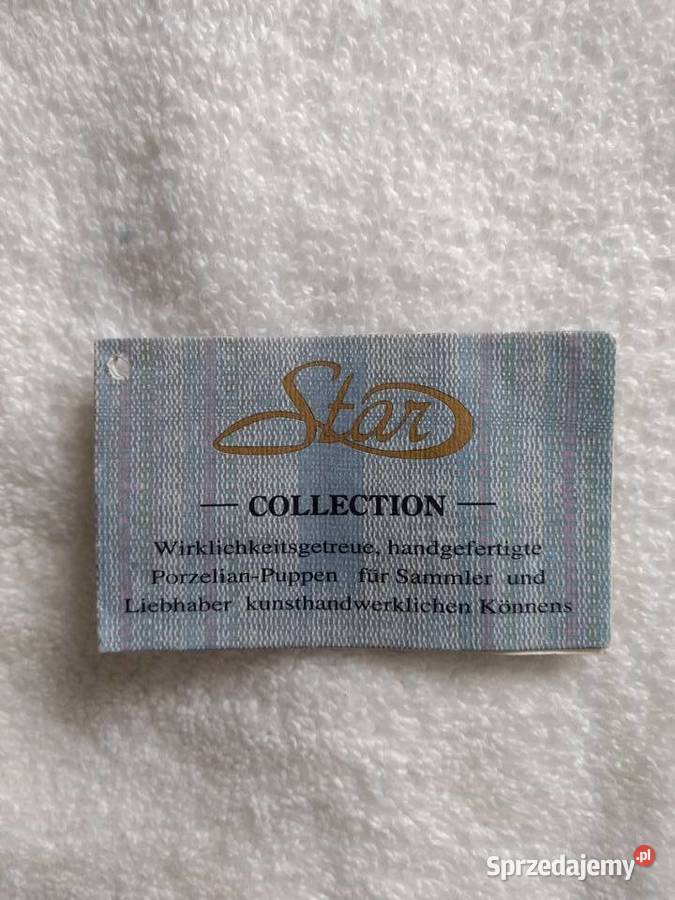 Star
— COLLECTION —
Wirklichkeitsgetreue, handgefertigte
Porzelian-Puppen für Sammler und
Liebhaber kunsthandwerklichen Könnens
Sprzedajemy.pl